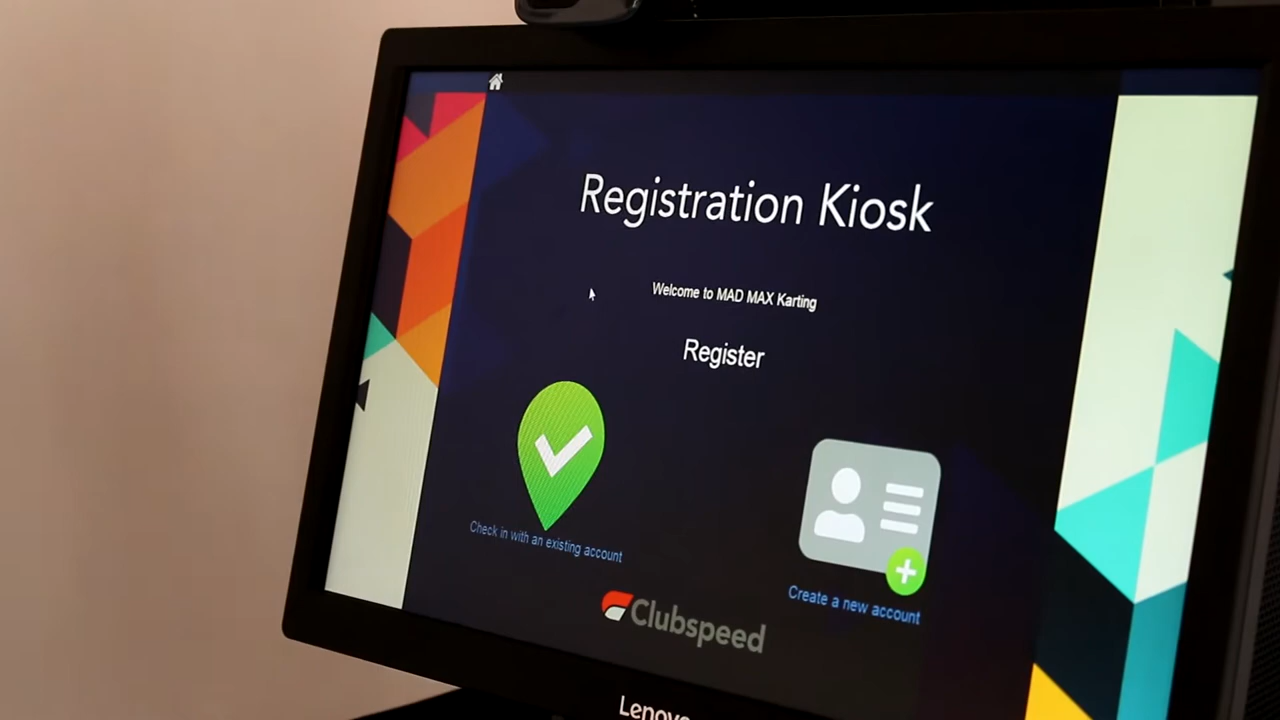 Registration Kiosk
Welcome to MAD MAX Karting
Register
Check in with an existing account
Create a new account
Clubspeed
Lenovo